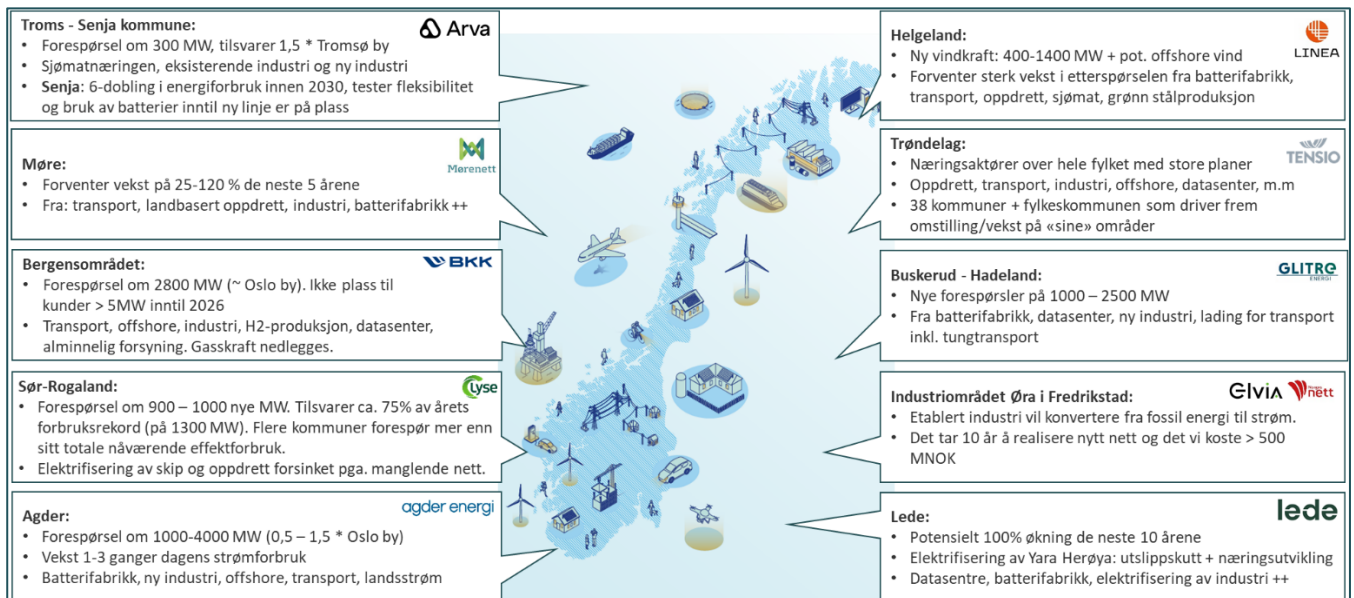 Troms - Senja kommune:
Arva
• Forespørsel om 300 MW, tilsvarer 1,5 * Tromsø by
• Sjømatnæringen, eksisterende industri og ny industri
• Senja: 6-dobling i energiforbruk innen 2030, tester fleksibilitet
og bruk av batterier inntil ny linje er på plass
Møre:
Mørenett
• Forventer vekst på 25-120 % de neste 5 årene
• Fra: transport, landbasert oppdrett, industri, batterifabrikk ++
Bergensområdet:
BKK
• Forespørsel om 2800 MW (~ Oslo by). Ikke plass til
kunder > 5MW inntil 2026
• Transport, offshore, industri, H2-produksjon, datasenter,
alminnelig forsyning. Gasskraft nedlegges.
Sør-Rogaland:
Lyse
• Forespørsel om 900 – 1000 nye MW. Tilsvarer ca. 75% av årets
forbruksrekord (på 1300 MW). Flere kommuner forespør mer enn
sitt totale nåværende effektforbruk.
• Elektrifisering av skip og oppdrett forsinket pga. manglende nett.
Agder:
agder energi
• Forespørsel om 1000-4000 MW (0,5 – 1,5 * Oslo by)
• Vekst 1-3 ganger dagens strømforbruk
• Batterifabrikk, ny industri, offshore, transport, landsstrøm
Helgeland:
LINEA
• Ny vindkraft: 400-1400 MW + pot. offshore vind
• Forventer sterk vekst i etterspørselen fra batterifabrikk,
transport, oppdrett, sjømat, grønn stålproduksjon
Trøndelag:
TENSIO
• Næringsaktører over hele fylket med store planer
• Oppdrett, transport, industri, offshore, datasenter, m.m
• 38 kommuner + fylkeskommunen som driver frem
omstilling/vekst på «sine» områder
Buskerud - Hadeland:
GLITRE
ENERGI
• Nye forespørsler på 1000 – 2500 MW
• Fra batterifabrikk, datasenter, ny industri, lading for transport
inkl. tungtransport
Industriområdet Øra i Fredrikstad:
elvia
nett
• Etablert industri vil konvertere fra fossil energi til strøm.
• Det tar 10 år å realisere nytt nett og det vi koste > 500
MNOK
Lede:
lede
• Potensielt 100% økning de neste 10 årene
• Elektrifisering av Yara Herøya: utslippskutt + næringsutvikling
• Datasentre, batterifabrikk, elektrifisering av industri ++